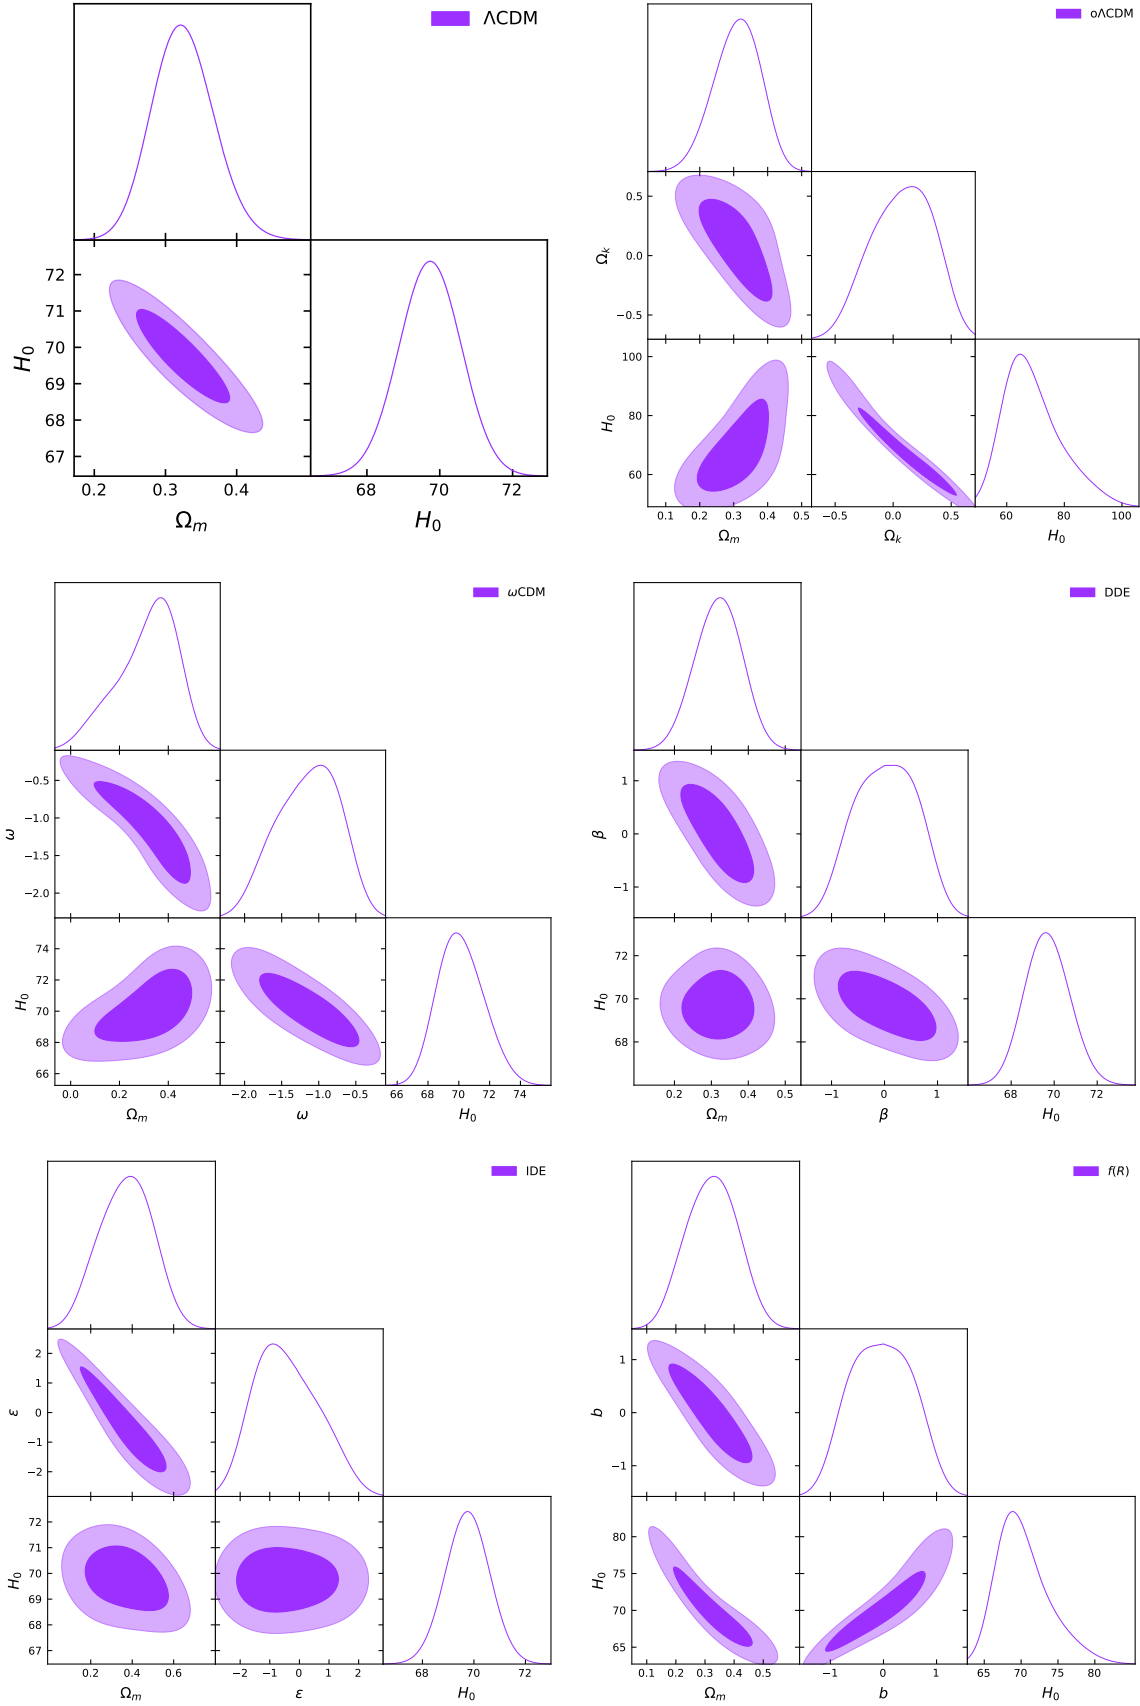 ΛCDM
72
71
70
69
68
67
H₀
0.2 0.3 0.4
68 70 72
Ωₘ
H₀
oΛCDM
0.5
0.0
−0.5
Ωₖ
100
80
60
H₀
0.1 0.2 0.3 0.4 0.5
−0.5 0.0 0.5
60 80 100
Ωₘ
Ωₖ
H₀
ωCDM
−0.5
−1.0
−1.5
−2.0
ω
74
72
70
68
66
H₀
0.0 0.2 0.4
−2.0 −1.5 −1.0 −0.5
66 68 70 72 74
Ωₘ
ω
H₀
DDE
1
0
−1
β
72
70
68
H₀
0.2 0.3 0.4 0.5
−1 0 1
68 70 72
Ωₘ
β
H₀
IDE
2
1
0
−1
−2
ε
72
71
70
69
68
67
H₀
0.2 0.4 0.6
−2 −1 0 1 2
68 70 72
Ωₘ
ε
H₀
f(R)
1
0
−1
b
80
75
70
65
H₀
0.1 0.2 0.3 0.4 0.5
−1 0 1
65 70 75 80
Ωₘ
b
H₀